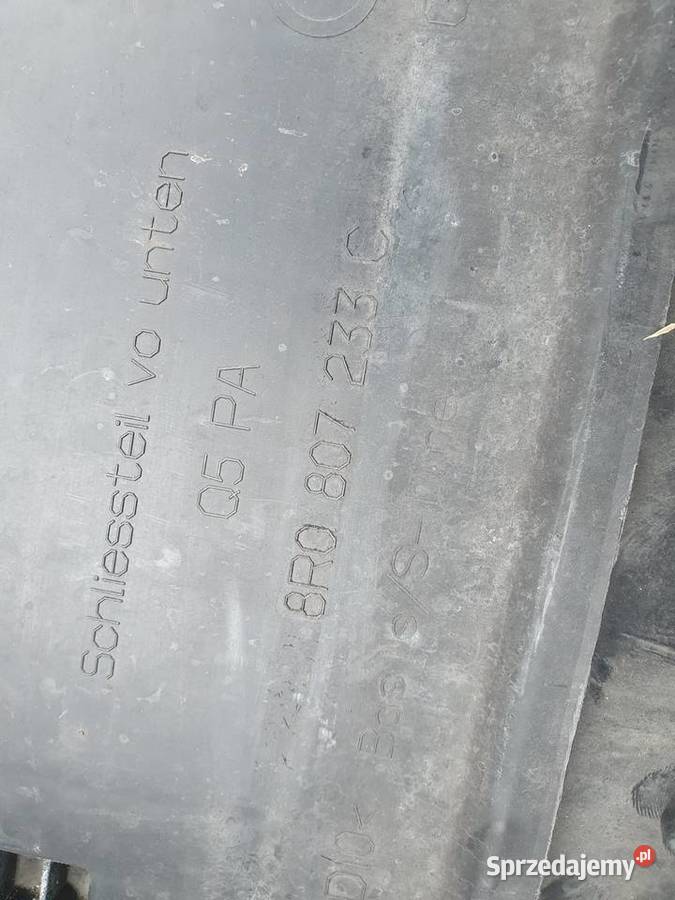 Schliessteil vo unten
Q5 PA
8R0 807 233 C
Basis/S-line
Sprzedajemy.pl